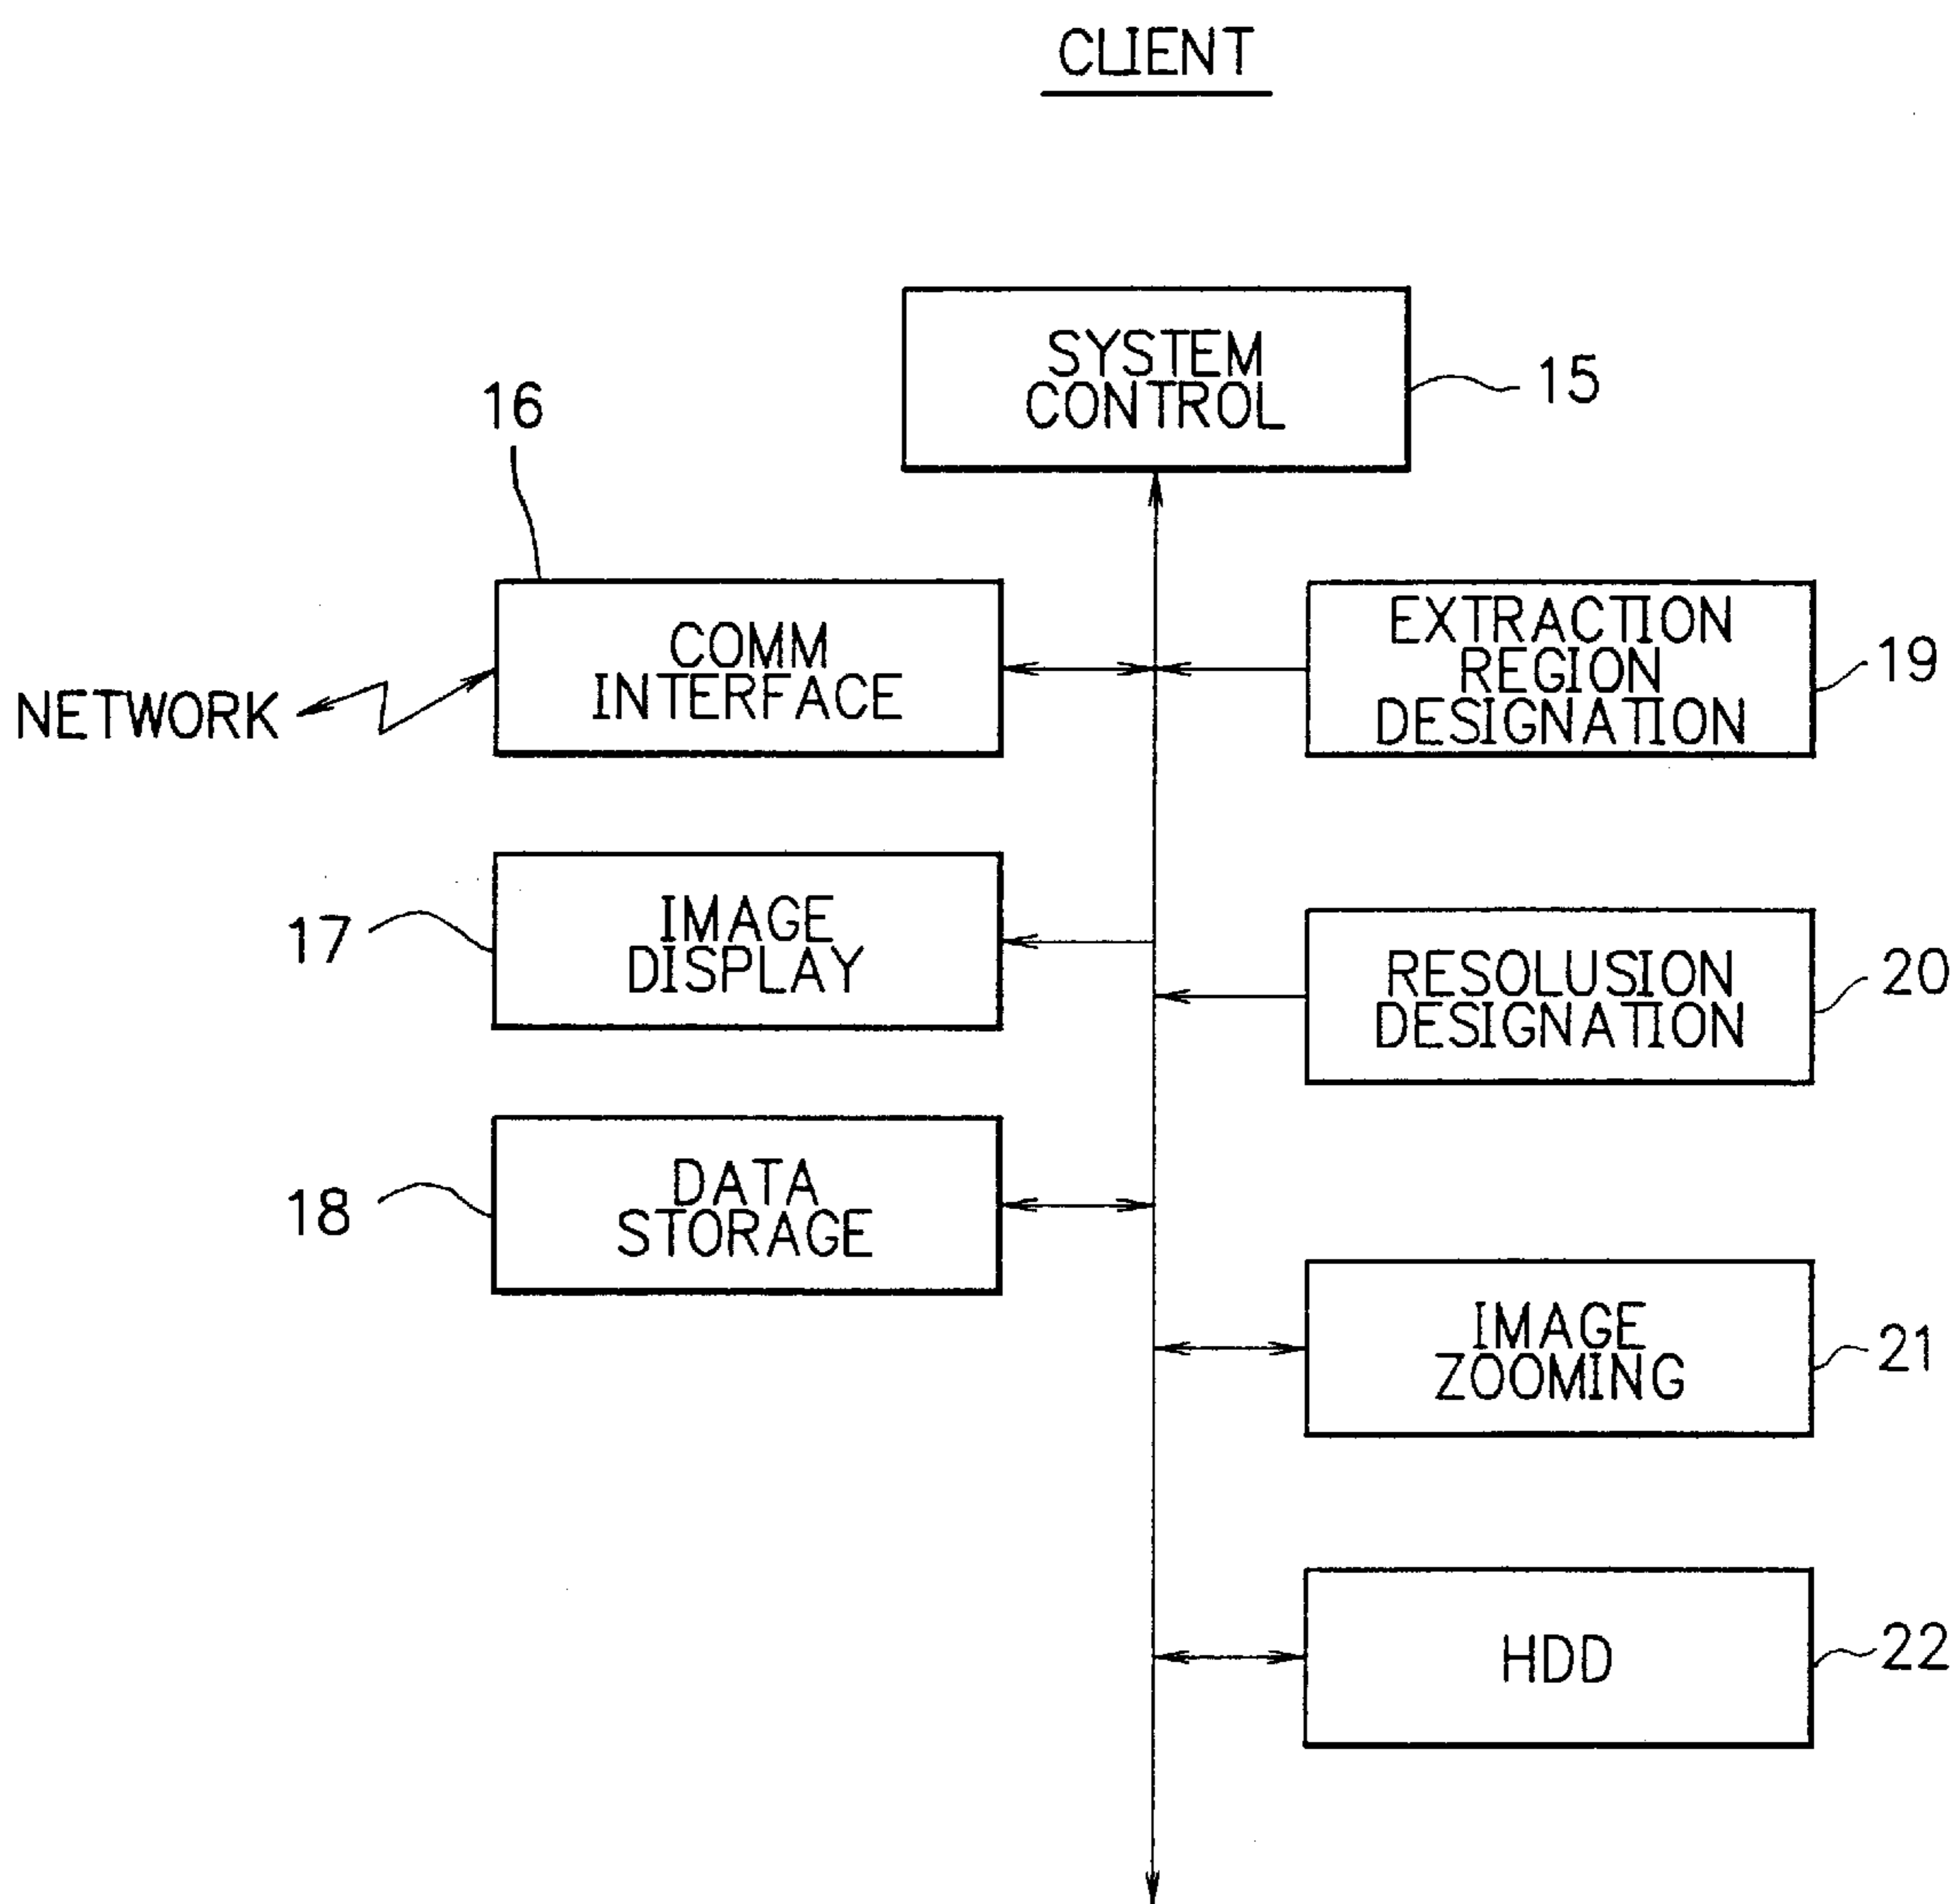 CLIENT
SYSTEM
CONTROL
15
16
COMM
INTERFACE
NETWORK
EXTRACTION
REGION
DESIGNATION
19
17
IMAGE
DISPLAY
RESOLUSION
DESIGNATION
20
18
DATA
STORAGE
IMAGE
ZOOMING
21
HDD
22